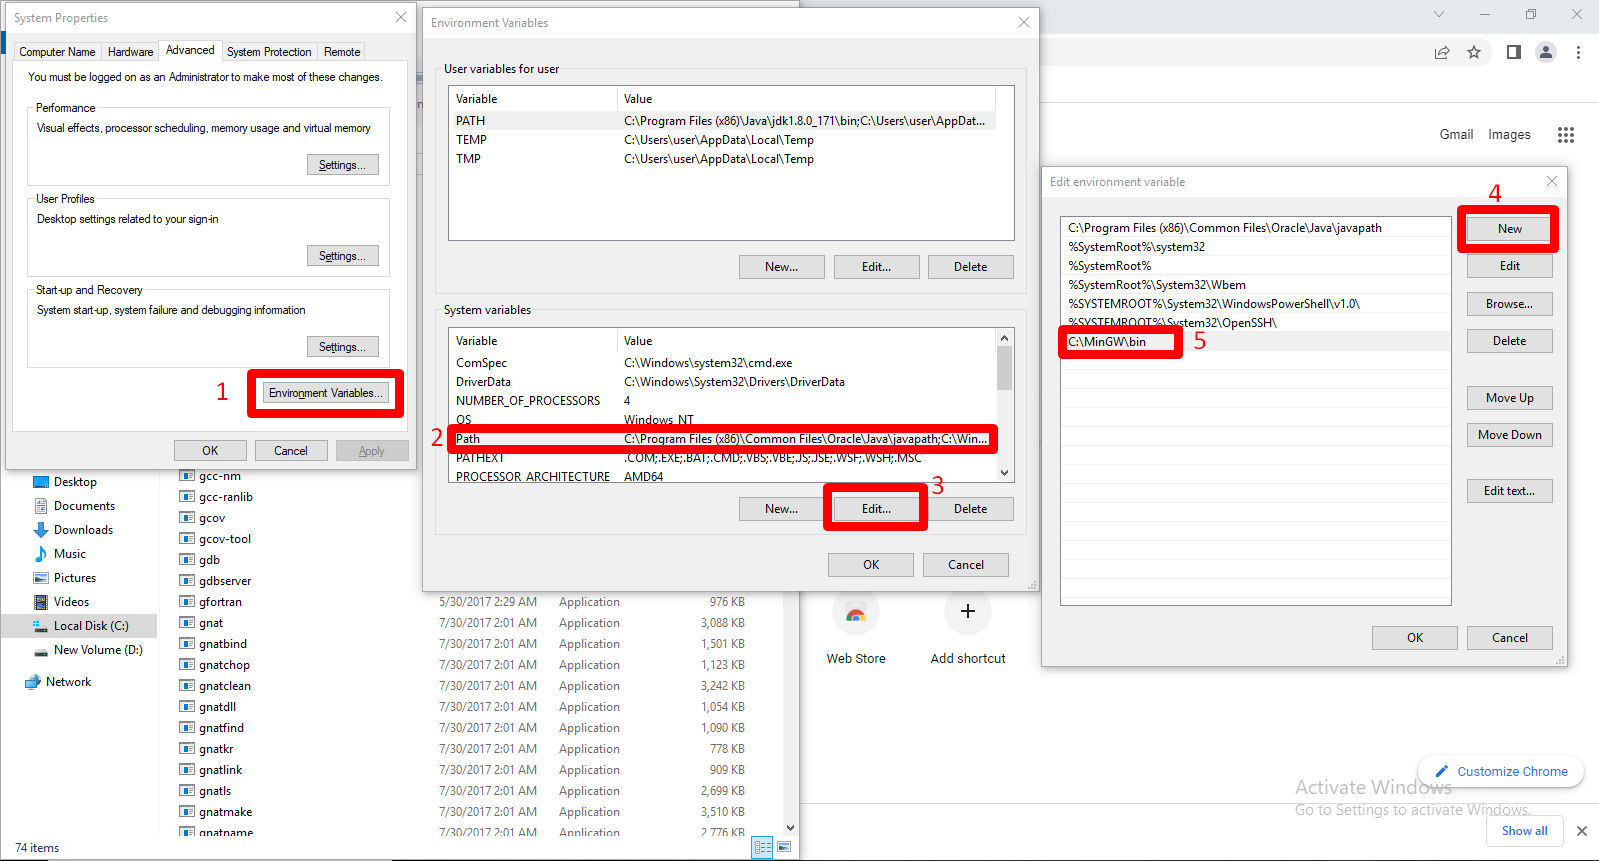 System Properties
Computer Name
Hardware
Advanced
System Protection
Remote
You must be logged on as an Administrator to make most of these changes.
Performance
Visual effects, processor scheduling, memory usage and virtual memory
Settings...
User Profiles
Desktop settings related to your sign-in
Settings...
Start-up and Recovery
System start-up, system failure and debugging information
Settings...
1
Environment Variables...
OK
Cancel
Apply
Environment Variables
User variables for user
Variable Value
PATH C:\Program Files (x86)\Java\jdk1.8.0_171\bin;C:\Users\user\AppDat...
TEMP C:\Users\user\AppData\Local\Temp
TMP C:\Users\user\AppData\Local\Temp
New...
Edit...
Delete
System variables
Variable Value
ComSpec C:\Windows\system32\cmd.exe
DriverData C:\Windows\System32\Drivers\DriverData
NUMBER_OF_PROCESSORS 4
OS Windows_NT
2
Path C:\Program Files (x86)\Common Files\Oracle\Java\javapath;C:\Win...
PATHEXT .COM;.EXE;.BAT;.CMD;.VBS;.VBE;.JS;.JSE;.WSF;.WSH;.MSC
PROCESSOR_ARCHITECTURE AMD64
3
New...
Edit...
Delete
OK
Cancel
Gmail
Images
Edit environment variable
4
C:\Program Files (x86)\Common Files\Oracle\Java\javapath
%SystemRoot%\system32
%SystemRoot%
%SystemRoot%\System32\Wbem
%SYSTEMROOT%\System32\WindowsPowerShell\v1.0\
%SYSTEMROOT%\System32\OpenSSH\
C:\MinGW\bin
5
New
Edit
Browse...
Delete
Move Up
Move Down
Edit text...
OK
Cancel
Desktop
Documents
Downloads
Music
Pictures
Videos
Local Disk (C:)
New Volume (D:)
Network
gcc-nm
gcc-ranlib
gcov
gcov-tool
gdb
gdbserver
gfortran 5/30/2017 2:29 AM Application 976 KB
gnat 7/30/2017 2:01 AM Application 3,088 KB
gnatbind 7/30/2017 2:01 AM Application 1,501 KB
gnatchop 7/30/2017 2:01 AM Application 1,123 KB
gnatclean 7/30/2017 2:01 AM Application 3,242 KB
gnatdll 7/30/2017 2:01 AM Application 1,054 KB
gnatfind 7/30/2017 2:01 AM Application 1,090 KB
gnatkr 7/30/2017 2:01 AM Application 778 KB
gnatlink 7/30/2017 2:01 AM Application 909 KB
gnatls 7/30/2017 2:01 AM Application 2,699 KB
gnatmake 7/30/2017 2:01 AM Application 3,510 KB
gnatname 7/30/2017 2:01 AM Application 2,776 KB
74 items
Web Store
Add shortcut
Customize Chrome
Activate Windows
Go to Settings to activate Windows.
Show all